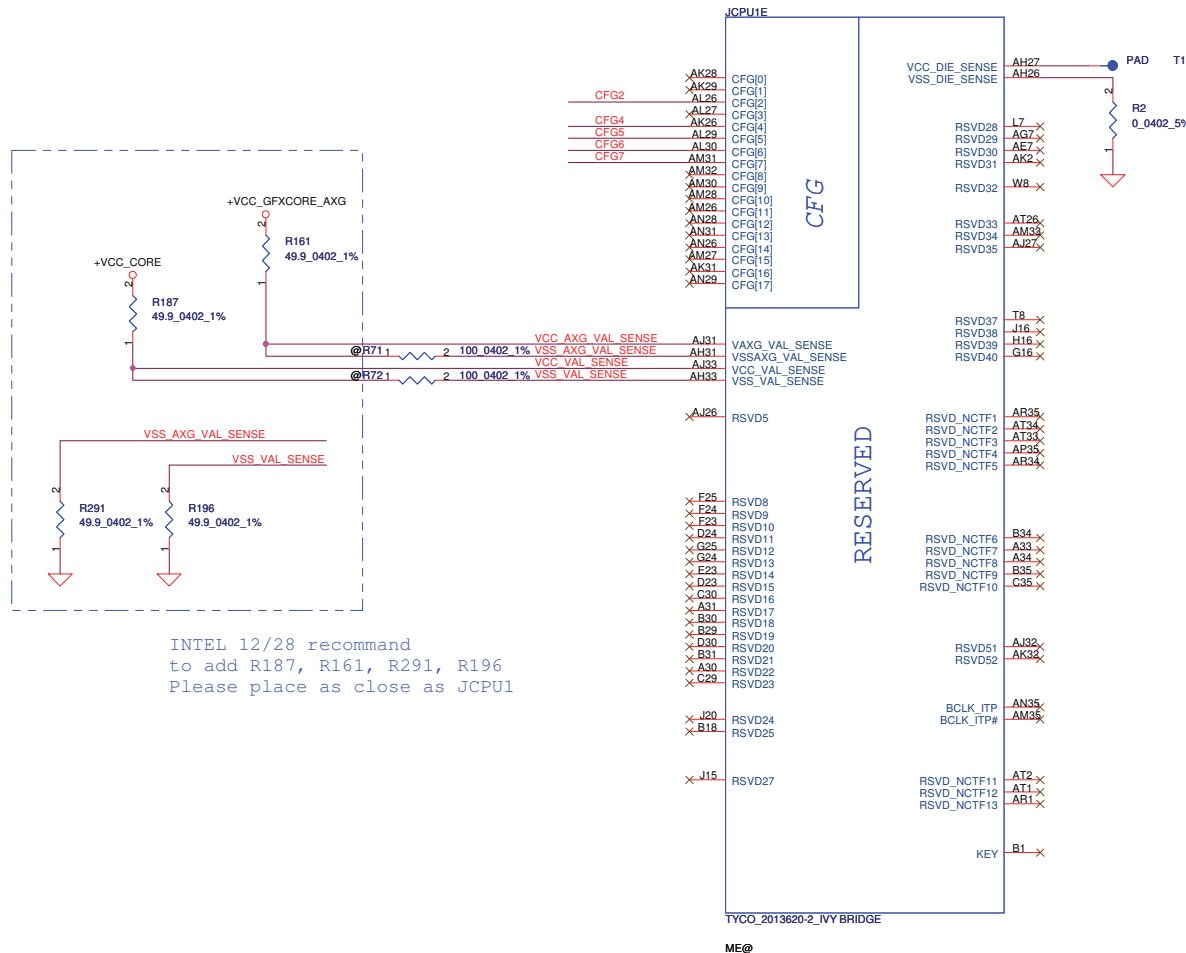 JCPU1E
AK28 CFG[0]
AK29 CFG[1]
CFG2 AL26 CFG[2]
AL27 CFG[3]
CFG4 AK26 CFG[4]
CFG5 AL29 CFG[5]
CFG6 AL30 CFG[6]
CFG7 AM31 CFG[7]
AM32 CFG[8]
AM30 CFG[9]
AM28 CFG[10]
AM26 CFG[11]
AN28 CFG[12]
AN31 CFG[13]
AN26 CFG[14]
AM27 CFG[15]
AK31 CFG[16]
AN29 CFG[17]
CFG
VCC_DIE_SENSE AH27 PAD T1
VSS_DIE_SENSE AH26
2
R2
0_0402_5%
1
RSVD28 L7
RSVD29 AG7
RSVD30 AE7
RSVD31 AK2
RSVD32 W8
RSVD33 AT26
RSVD34 AM33
RSVD35 AJ27
RSVD37 T8
RSVD38 J16
RSVD39 H16
RSVD40 G16
+VCC_GFXCORE_AXG
2
R161
49.9_0402_1%
1
+VCC_CORE
2
R187
49.9_0402_1%
1
VCC_AXG_VAL_SENSE AJ31 VAXG_VAL_SENSE
@R71 1 2 100_0402_1% VSS_AXG_VAL_SENSE AH31 VSSAXG_VAL_SENSE
VCC_VAL_SENSE AJ33 VCC_VAL_SENSE
@R72 1 2 100_0402_1% VSS_VAL_SENSE AH33 VSS_VAL_SENSE
VSS_AXG_VAL_SENSE
VSS_VAL_SENSE
2 2
R291 R196
49.9_0402_1% 49.9_0402_1%
1 1
INTEL 12/28 recommand
to add R187, R161, R291, R196
Please place as close as JCPU1
AJ26 RSVD5
RESERVED
F25 RSVD8
F24 RSVD9
F23 RSVD10
D24 RSVD11
G25 RSVD12
G24 RSVD13
E23 RSVD14
D23 RSVD15
C30 RSVD16
A31 RSVD17
B30 RSVD18
B29 RSVD19
D30 RSVD20
B31 RSVD21
A30 RSVD22
C29 RSVD23
J20 RSVD24
B18 RSVD25
J15 RSVD27
RSVD_NCTF1 AR35
RSVD_NCTF2 AT34
RSVD_NCTF3 AT33
RSVD_NCTF4 AP35
RSVD_NCTF5 AR34
RSVD_NCTF6 B34
RSVD_NCTF7 A33
RSVD_NCTF8 A34
RSVD_NCTF9 B35
RSVD_NCTF10 C35
RSVD51 AJ32
RSVD52 AK32
BCLK_ITP AN35
BCLK_ITP# AM35
RSVD_NCTF11 AT2
RSVD_NCTF12 AT1
RSVD_NCTF13 AR1
KEY B1
TYCO_2013620-2_IVY BRIDGE
ME@